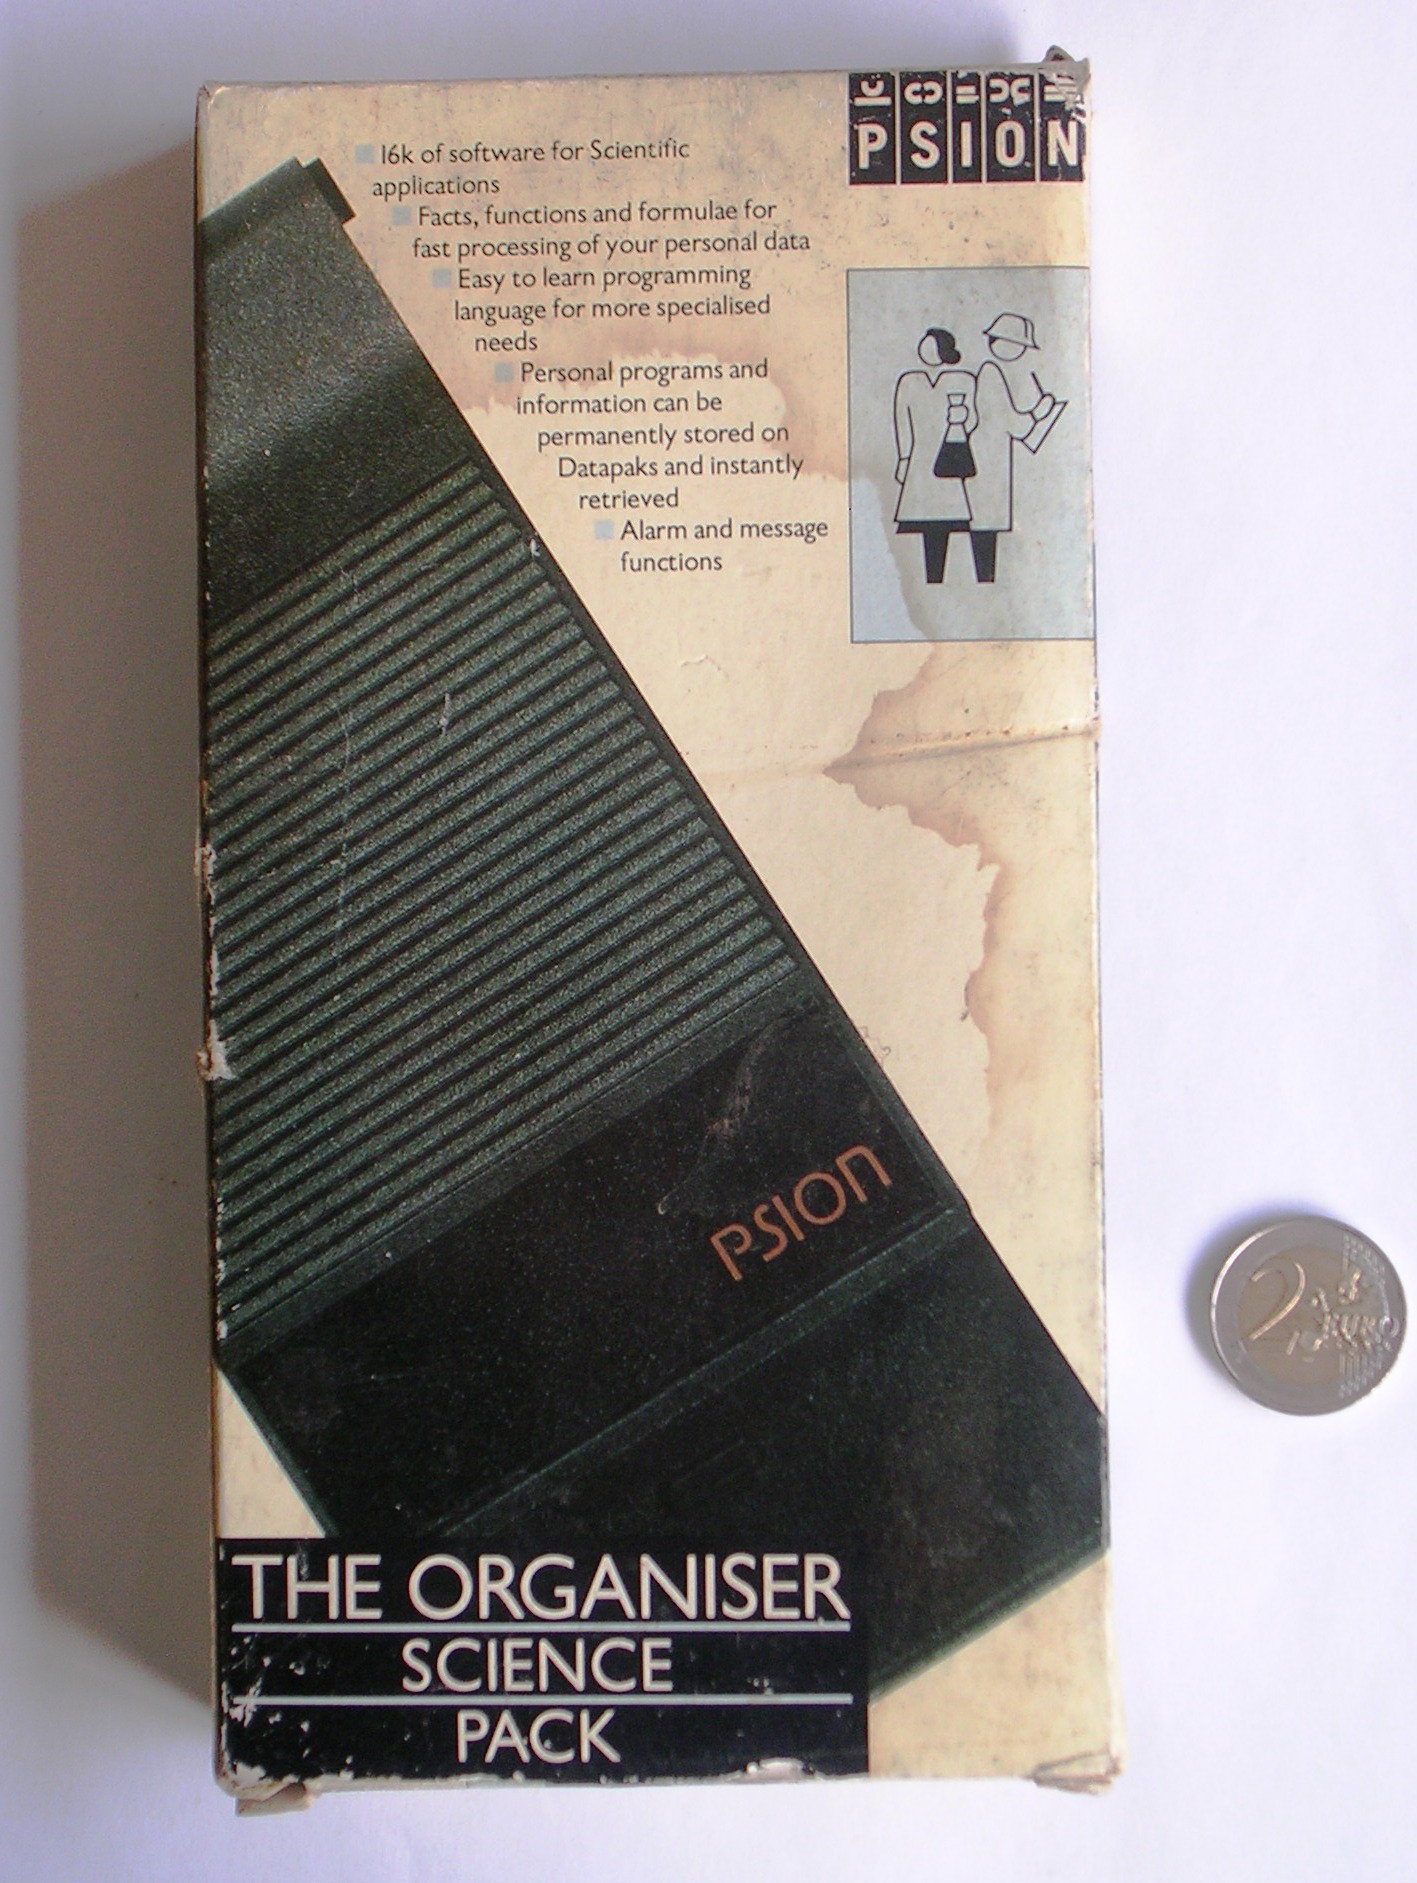 PSION
16k of software for Scientific
applications
Facts, functions and formulae for
fast processing of your personal data
Easy to learn programming
language for more specialised
needs
Personal programs and
information can be
permanently stored on
Datapaks and instantly
retrieved
Alarm and message
functions
PSION
THE ORGANISER
SCIENCE
PACK
2 EURO